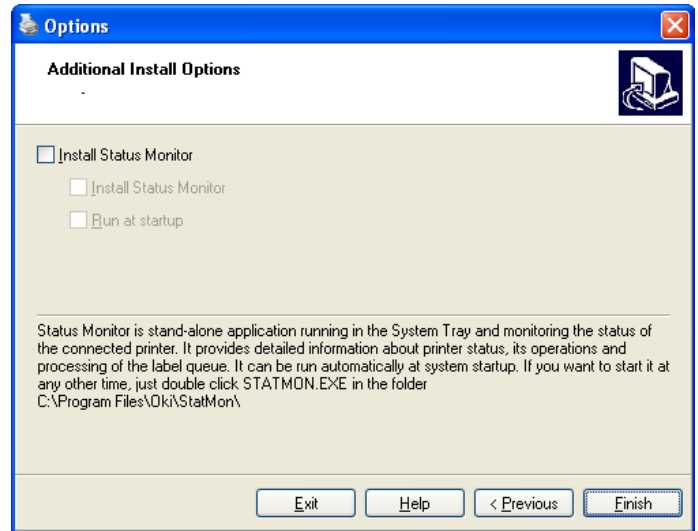 Options
Additional Install Options
.
Install Status Monitor
Install Status Monitor
Run at startup
Status Monitor is stand-alone application running in the System Tray and monitoring the status of
the connected printer. It provides detailed information about printer status, its operations and
processing of the label queue. It can be run automatically at system startup. If you want to start it at
any other time, just double click STATMON.EXE in the folder
C:\Program Files\Oki\StatMon\
Exit Help < Previous Finish